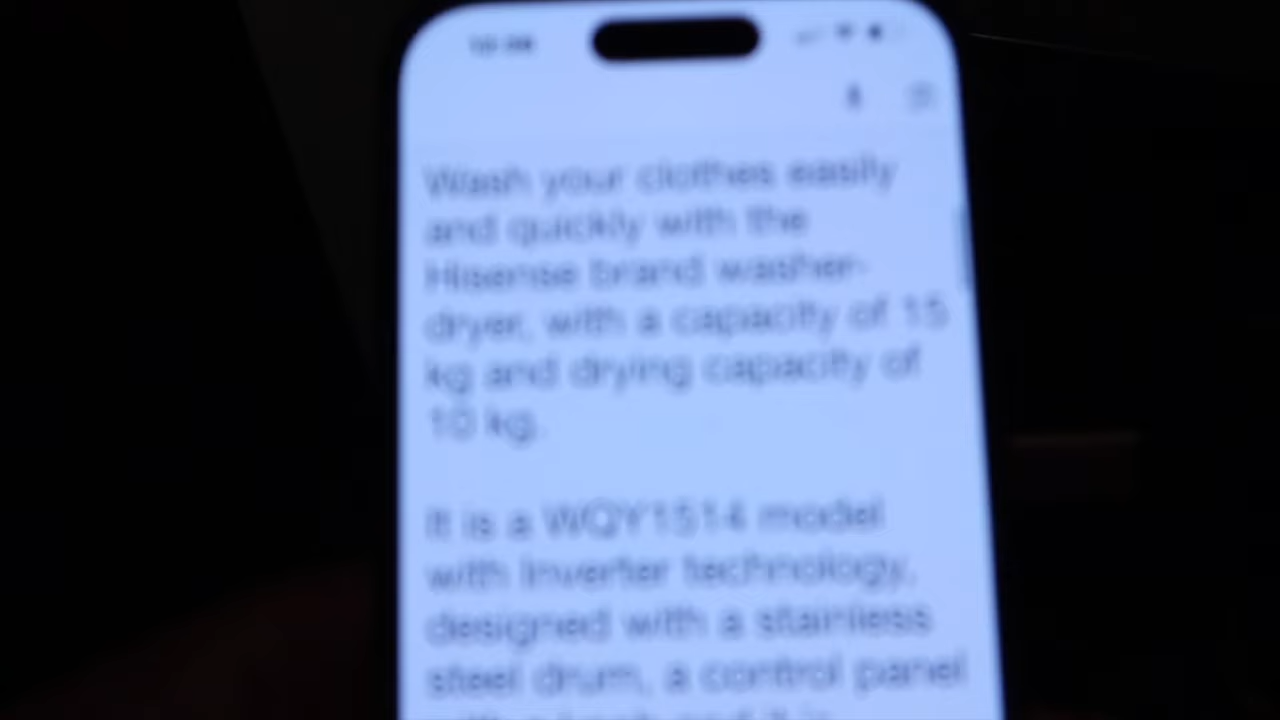 Wash your clothes easily
and quickly with the
Hisense brand washer-
dryer, with a capacity of 15
kg and drying capacity of
10 kg.
It is a WQY1514 model
with Inverter technology,
designed with a stainless
steel drum, a control panel